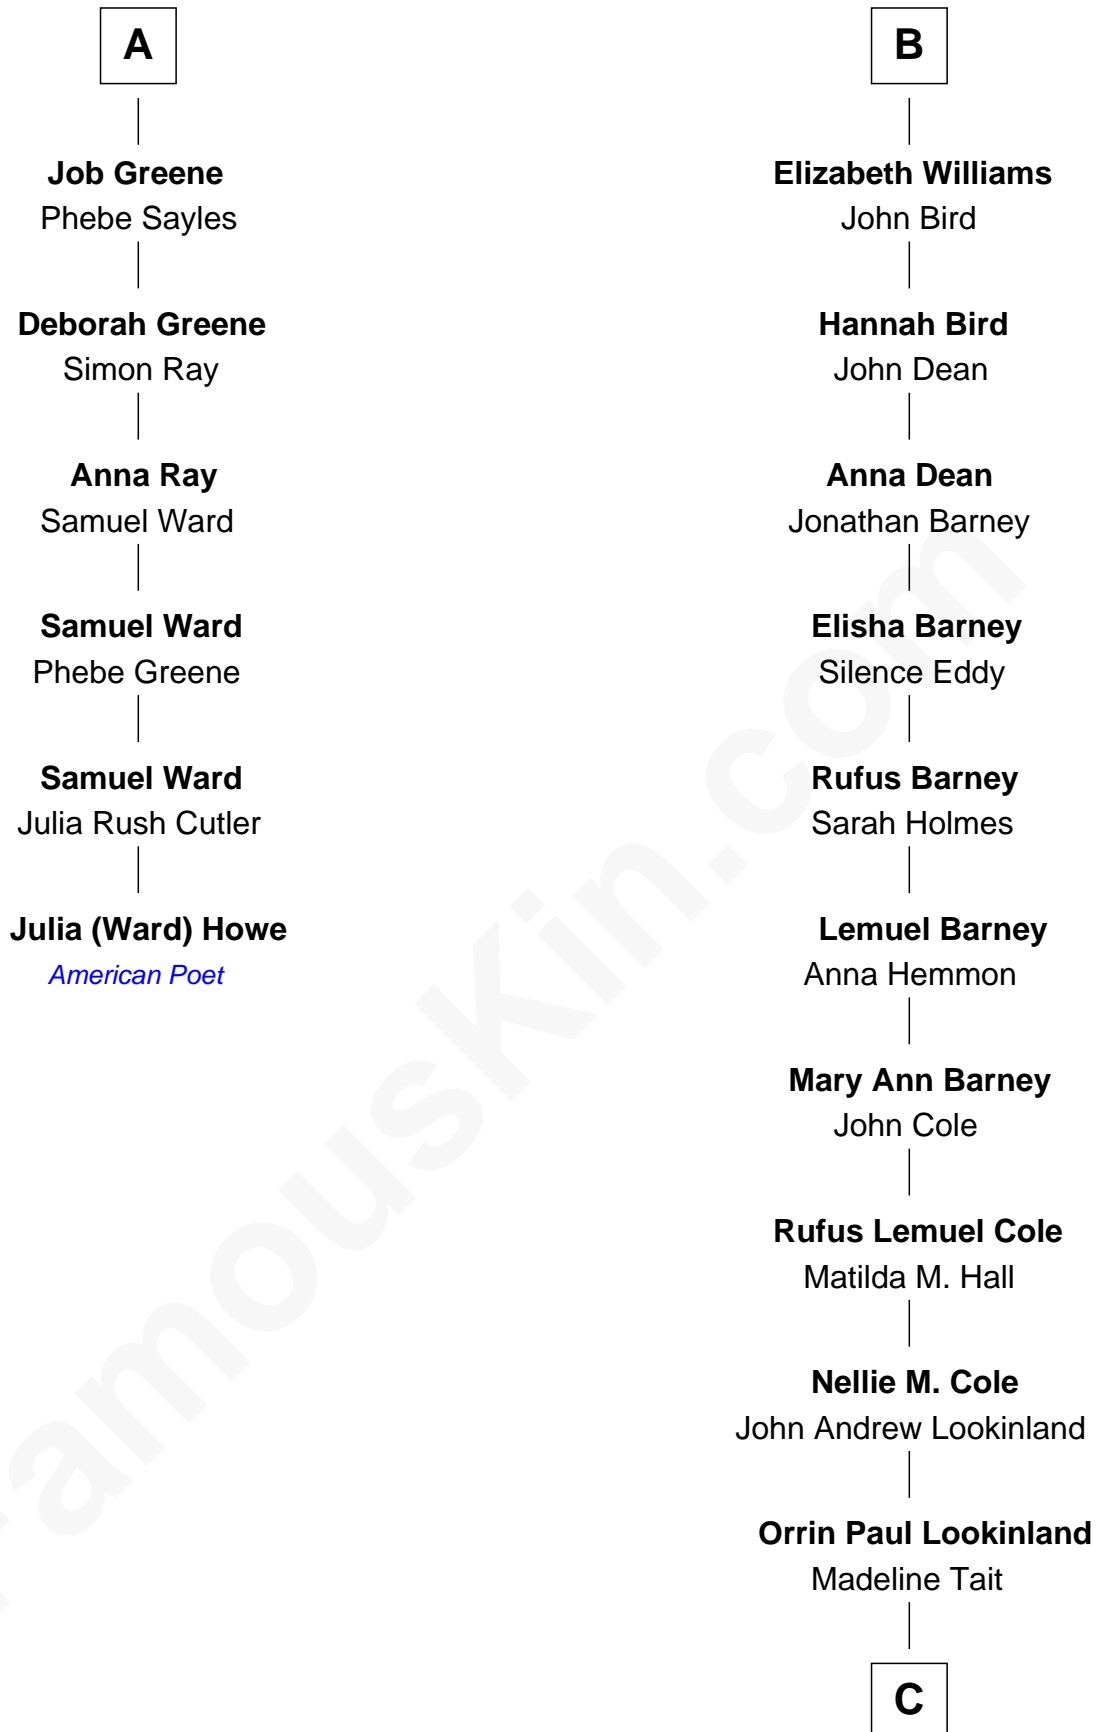 A
Job Greene
Phebe Sayles
Deborah Greene
Simon Ray
Anna Ray
Samuel Ward
Samuel Ward
Phebe Greene
Samuel Ward
Julia Rush Cutler
Julia (Ward) Howe
American Poet
B
Elizabeth Williams
John Bird
Hannah Bird
John Dean
Anna Dean
Jonathan Barney
Elisha Barney
Silence Eddy
Rufus Barney
Sarah Holmes
Lemuel Barney
Anna Hemmon
Mary Ann Barney
John Cole
Rufus Lemuel Cole
Matilda M. Hall
Nellie M. Cole
John Andrew Lookinland
Orrin Paul Lookinland
Madeline Tait
C
FamousKin.com